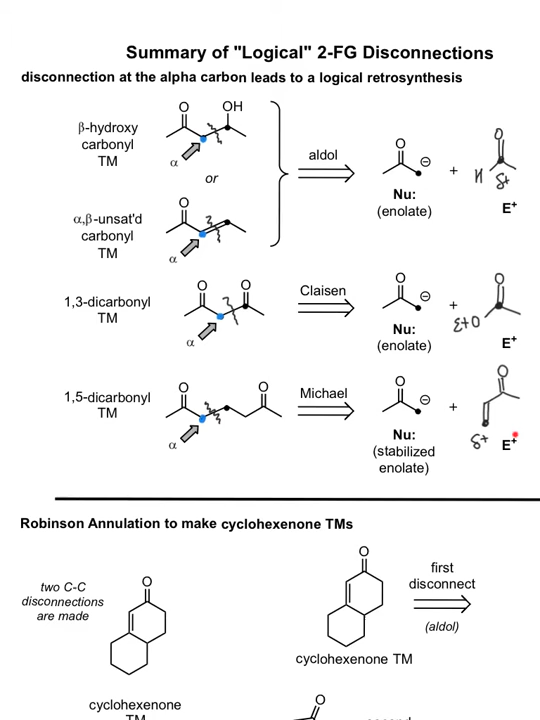 Summary of "Logical" 2-FG Disconnections
disconnection at the alpha carbon leads to a logical retrosynthesis
β-hydroxy
carbonyl
TM
O
OH
α
or
α,β-unsat'd
carbonyl
TM
O
α
aldol
O
⊖
Nu:
(enolate)
+
O
H
δ+
E+
1,3-dicarbonyl
TM
O O
α
Claisen
O
⊖
Nu:
(enolate)
+
O
EtO
E+
1,5-dicarbonyl
TM
O O
α
Michael
O
⊖
Nu:
(stabilized
enolate)
+
O
δ+
E+
Robinson Annulation to make cyclohexenone TMs
two C-C
disconnections
are made
O
cyclohexenone
TM
O
cyclohexenone TM
first
disconnect
(aldol)
O
second